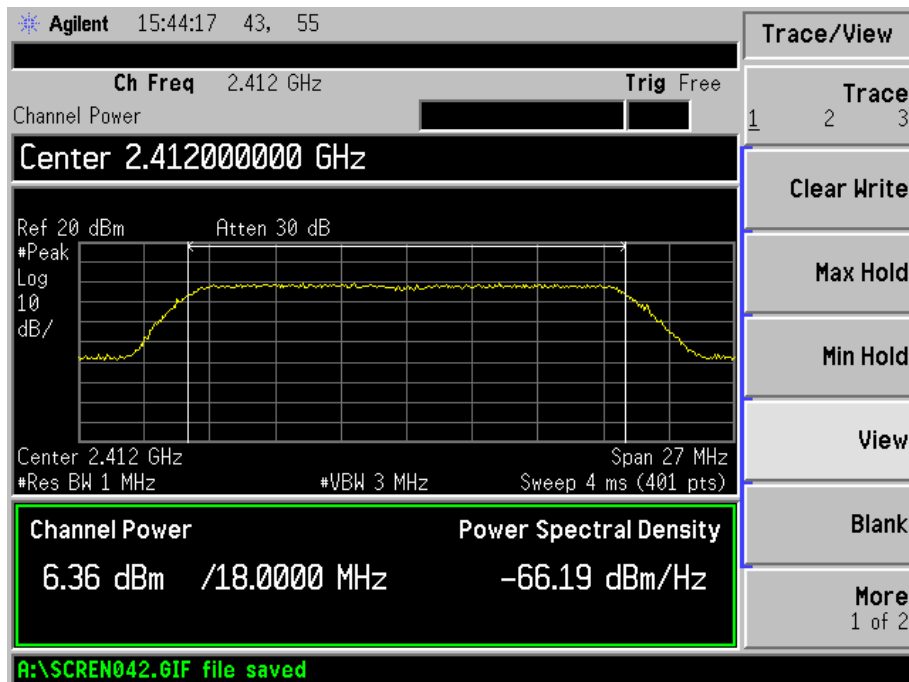 Agilent 15:44:17 43, 55
Trace/View
Ch Freq 2.412 GHz Trig Free
Channel Power
Trace
1 2 3
Center 2.412000000 GHz
Clear Write
Ref 20 dBm Atten 30 dB
#Peak
Log
10
dB/
Max Hold
Min Hold
Center 2.412 GHz Span 27 MHz
#Res BW 1 MHz #VBW 3 MHz Sweep 4 ms (401 pts)
View
Channel Power Power Spectral Density
6.36 dBm /18.0000 MHz -66.19 dBm/Hz
Blank
More
1 of 2
A:\SCREN042.GIF file saved